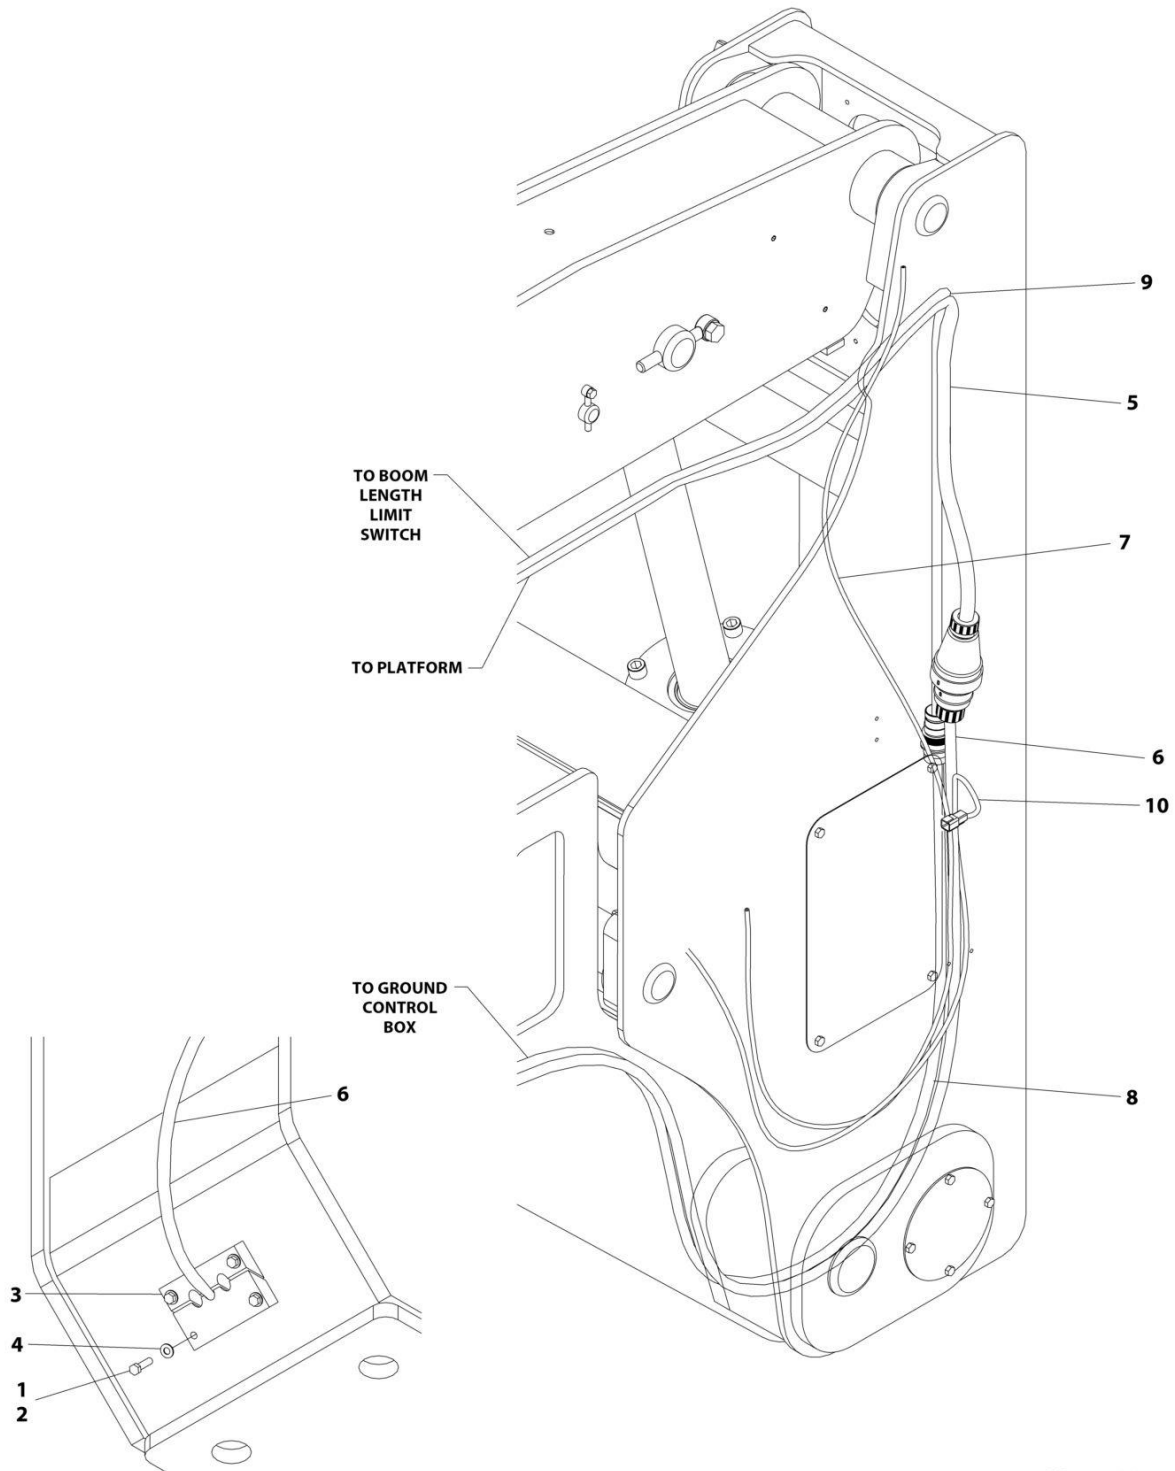 9
5
TO BOOM
LENGTH
LIMIT
SWITCH
7
TO PLATFORM
6
10
TO GROUND
CONTROL
BOX
6
8
3
4
1
2